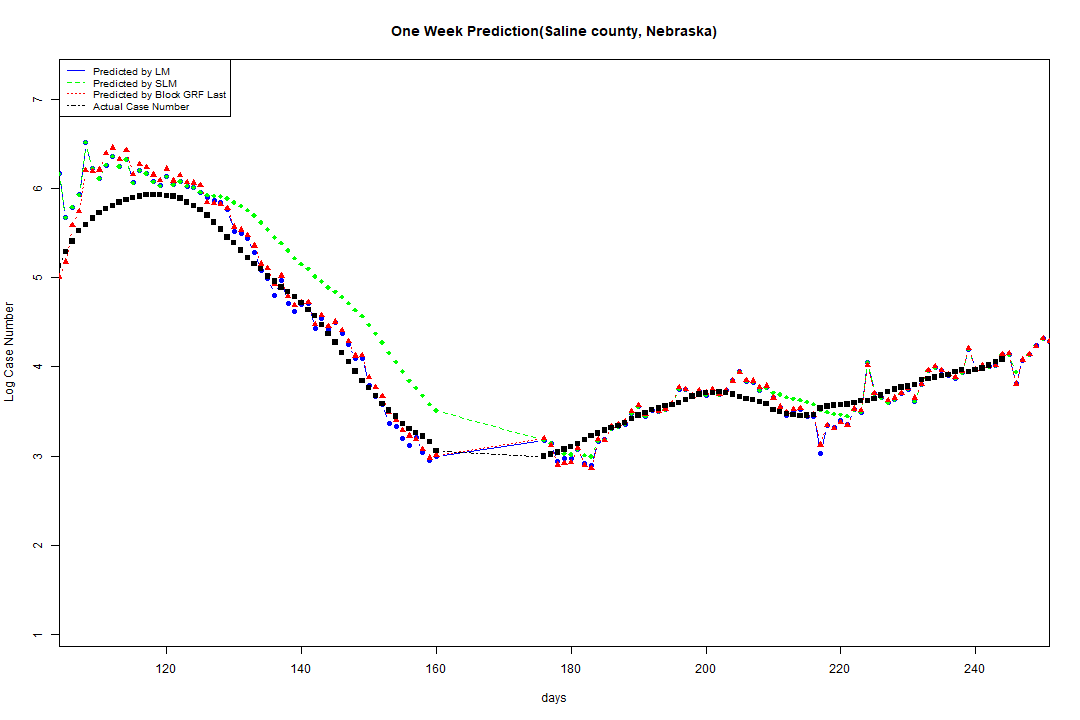 One Week Prediction(Saline county, Nebraska)
Predicted by LM
Predicted by SLM
Predicted by Block GRF Last
Actual Case Number
7
6
5
4
3
2
1
Log Case Number
120 140 160 180 200 220 240
days